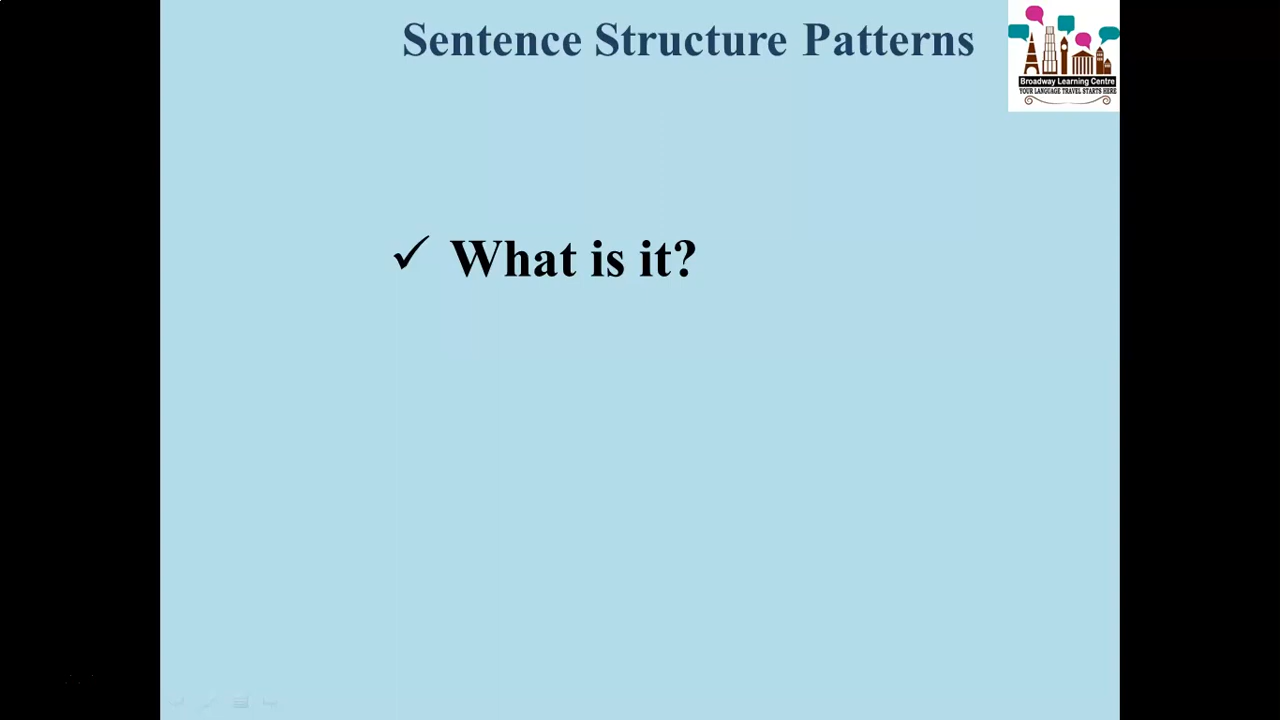 Sentence Structure Patterns
Broadway Learning Centre
YOUR LANGUAGE TRAVEL STARTS HERE
✓ What is it?